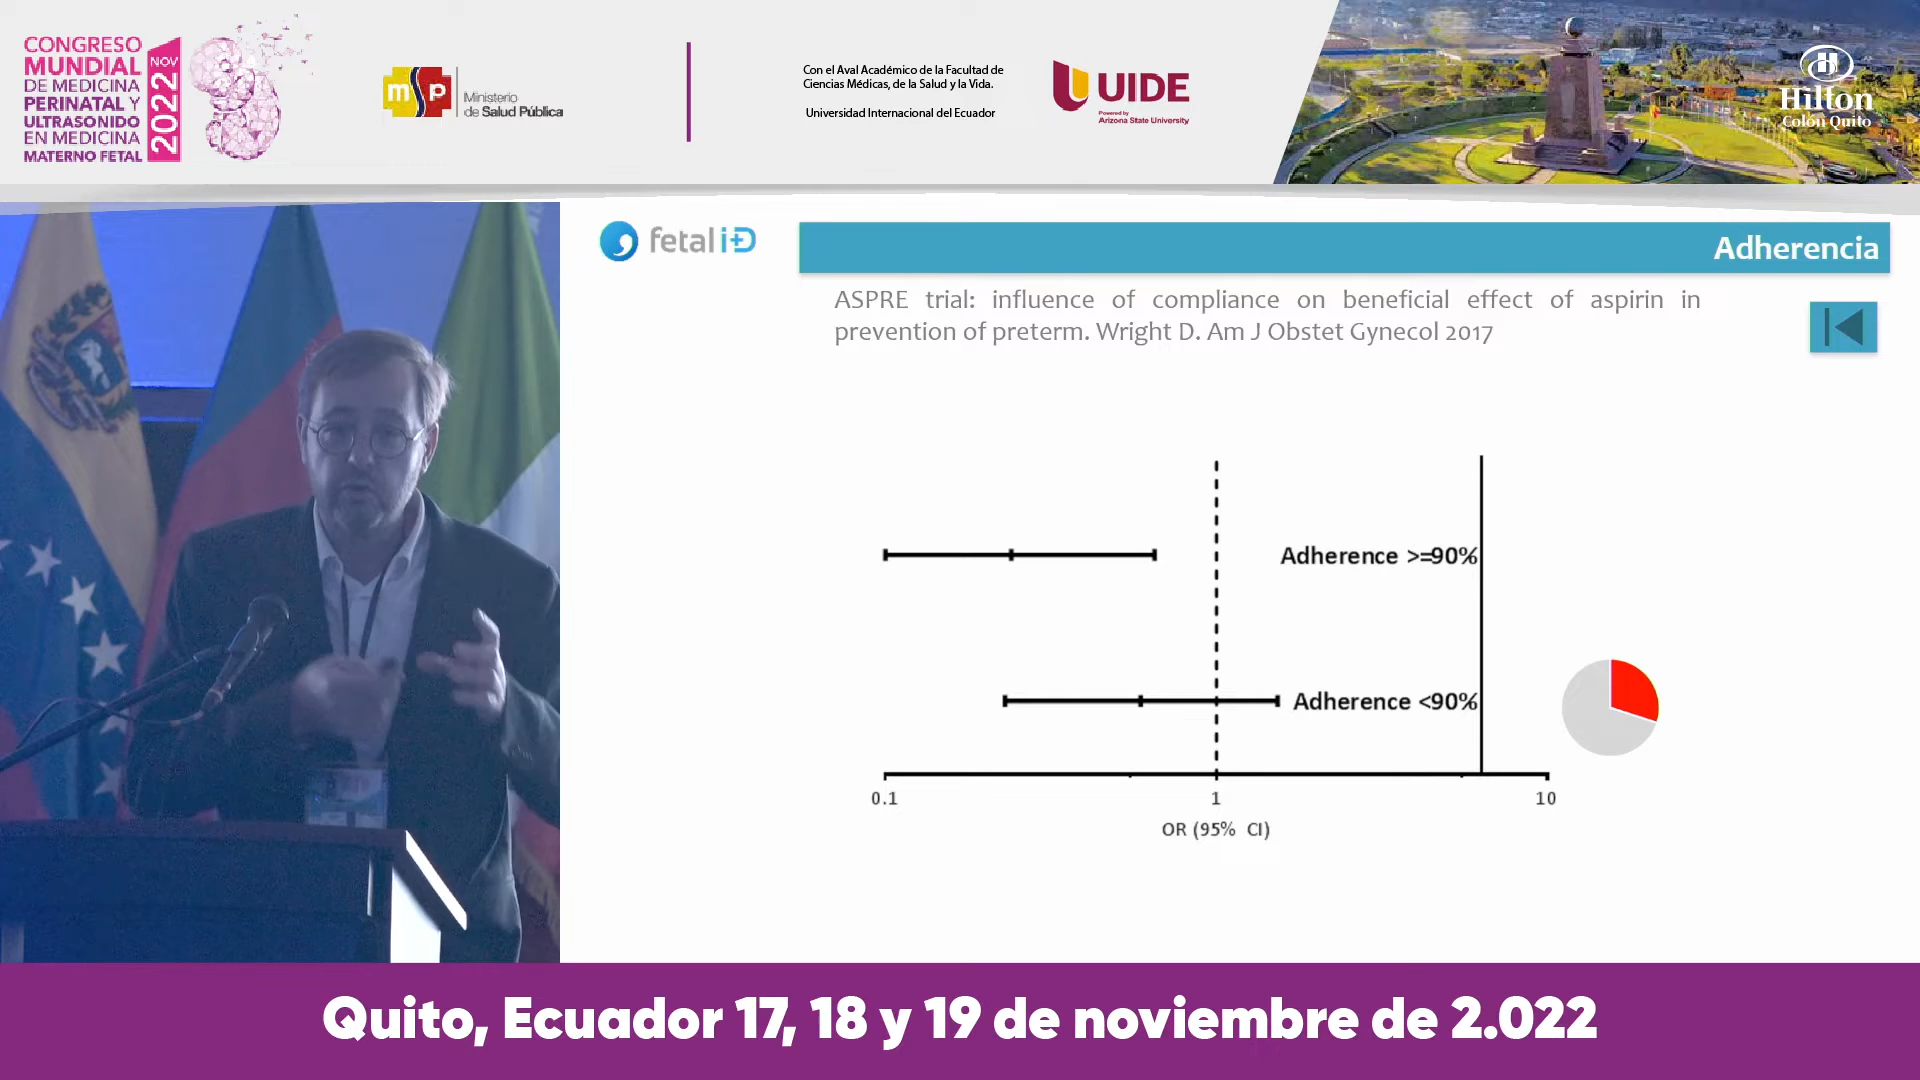 CONGRESO
MUNDIAL
DE MEDICINA
PERINATAL Y
ULTRASONIDO
EN MEDICINA
MATERNO FETAL
NOV
2022
msp
Ministerio
de Salud Pública
Con el Aval Académico de la Facultad de
Ciencias Médicas, de la Salud y la Vida.
Universidad Internacional del Ecuador
UIDE
Powered by
Arizona State University
Hilton
Colón Quito
fetal i+D
Adherencia
ASPRE trial: influence of compliance on beneficial effect of aspirin in
prevention of preterm. Wright D. Am J Obstet Gynecol 2017
Adherence >=90%
Adherence <90%
0.1 1 10
OR (95% CI)
Quito, Ecuador 17, 18 y 19 de noviembre de 2.022